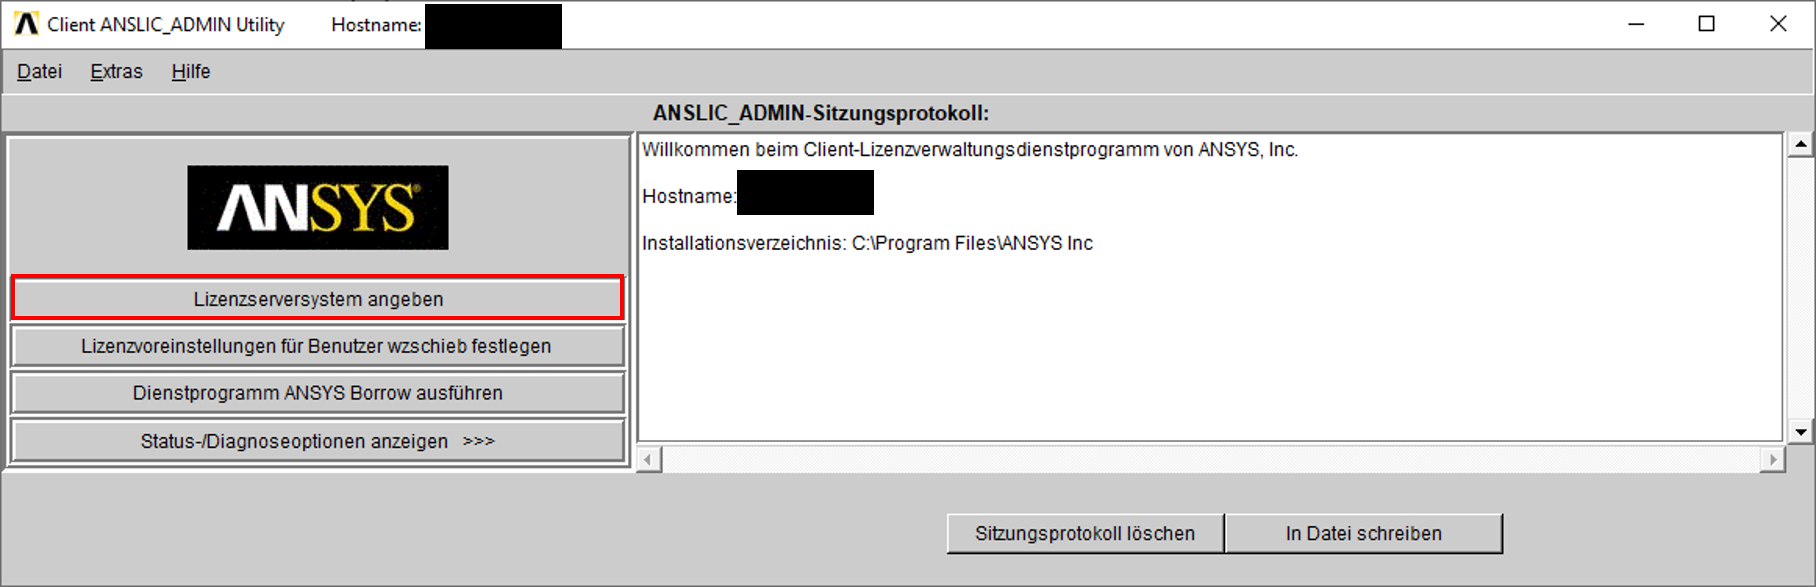 Client ANSLIC_ADMIN Utility Hostname:
Datei Extras Hilfe
ANSLIC_ADMIN-Sitzungsprotokoll:
ANSYS®
Lizenzserversystem angeben
Lizenzvoreinstellungen für Benutzer wzschieb festlegen
Dienstprogramm ANSYS Borrow ausführen
Status-/Diagnoseoptionen anzeigen >>>
Willkommen beim Client-Lizenzverwaltungsdienstprogramm von ANSYS, Inc.
Hostname:
Installationsverzeichnis: C:\Program Files\ANSYS Inc
Sitzungsprotokoll löschen In Datei schreiben